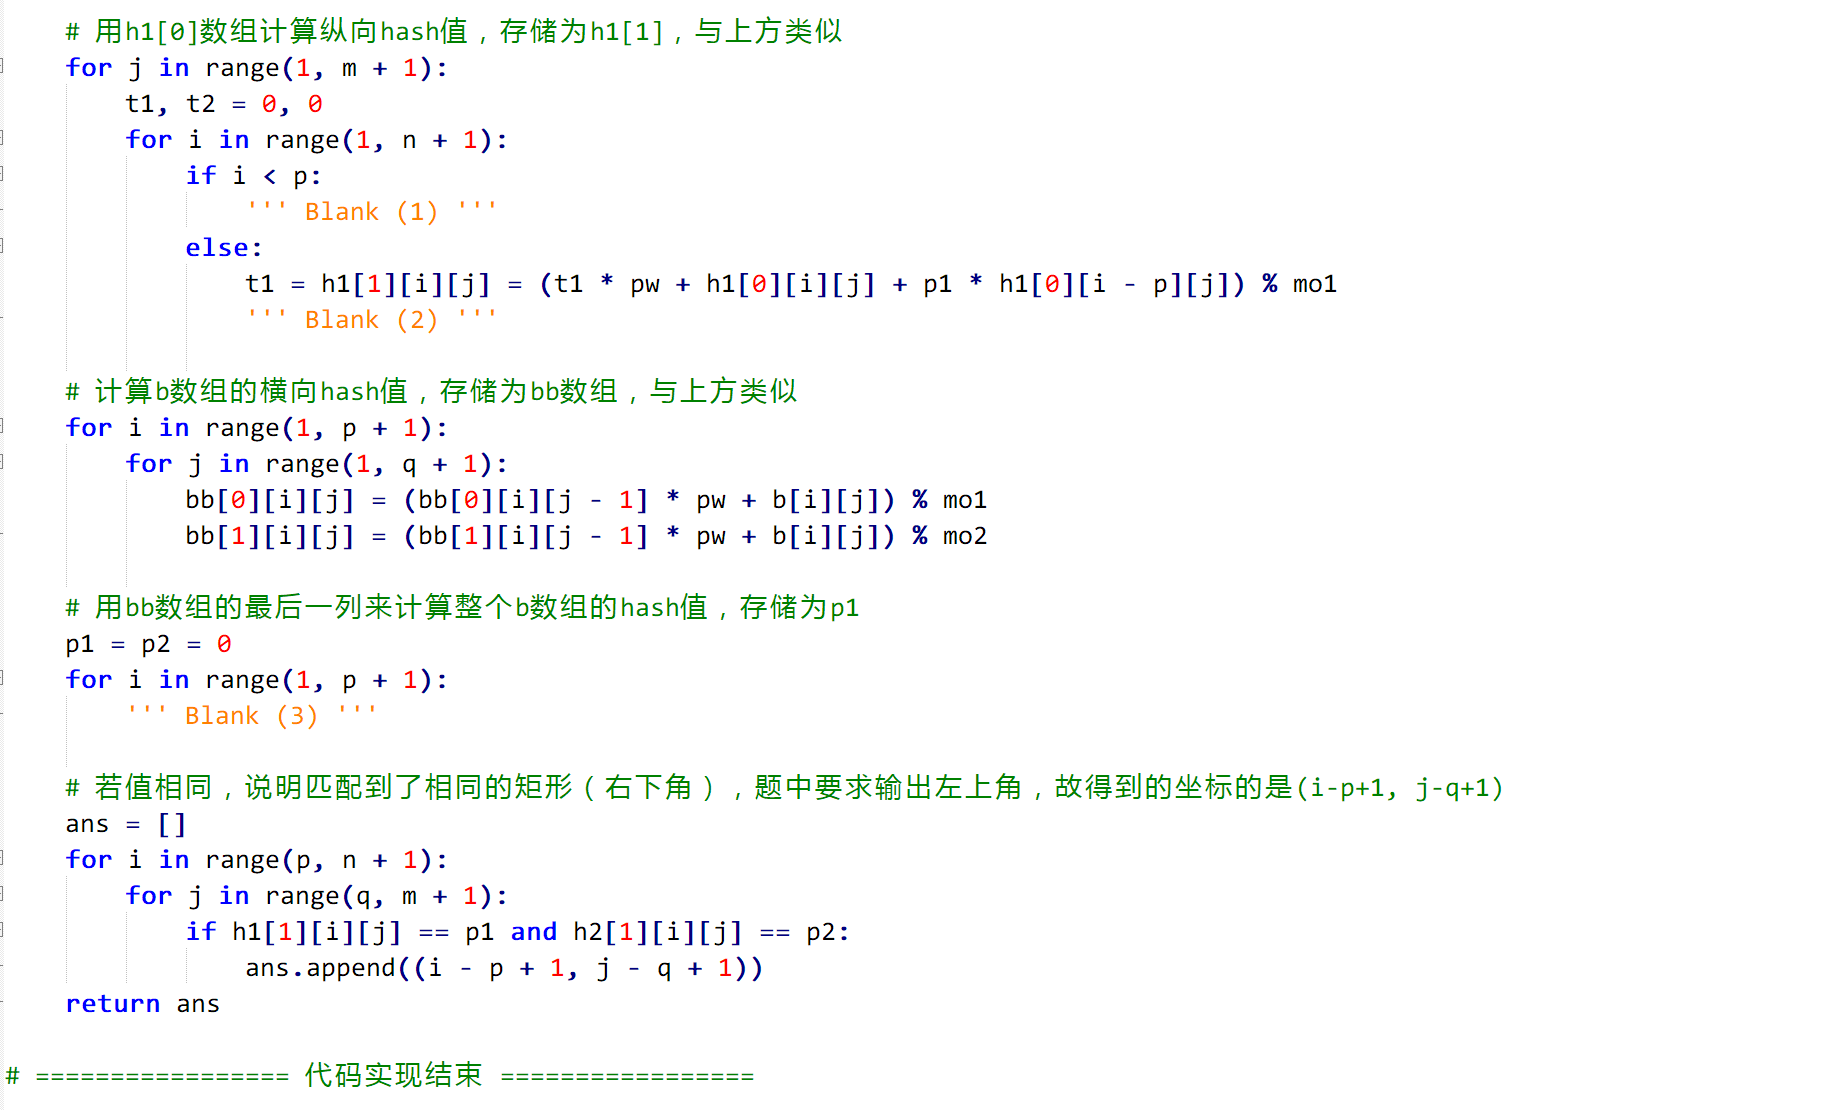 # 用h1[0]数组计算纵向hash值，存储为h1[1]，与上方类似
for j in range(1, m + 1):
    t1, t2 = 0, 0
    for i in range(1, n + 1):
        if i < p:
            ''' Blank (1) '''
        else:
            t1 = h1[1][i][j] = (t1 * pw + h1[0][i][j] + p1 * h1[0][i - p][j]) % mo1
            ''' Blank (2) '''
# 计算b数组的横向hash值，存储为bb数组，与上方类似
for i in range(1, p + 1):
    for j in range(1, q + 1):
        bb[0][i][j] = (bb[0][i][j - 1] * pw + b[i][j]) % mo1
        bb[1][i][j] = (bb[1][i][j - 1] * pw + b[i][j]) % mo2
# 用bb数组的最后一列来计算整个b数组的hash值，存储为p1
p1 = p2 = 0
for i in range(1, p + 1):
    ''' Blank (3) '''
# 若值相同，说明匹配到了相同的矩形（右下角），题中要求输出左上角，故得到的坐标的是(i-p+1, j-q+1)
ans = []
for i in range(p, n + 1):
    for j in range(q, m + 1):
        if h1[1][i][j] == p1 and h2[1][i][j] == p2:
            ans.append((i - p + 1, j - q + 1))
return ans
# ================= 代码实现结束 =================